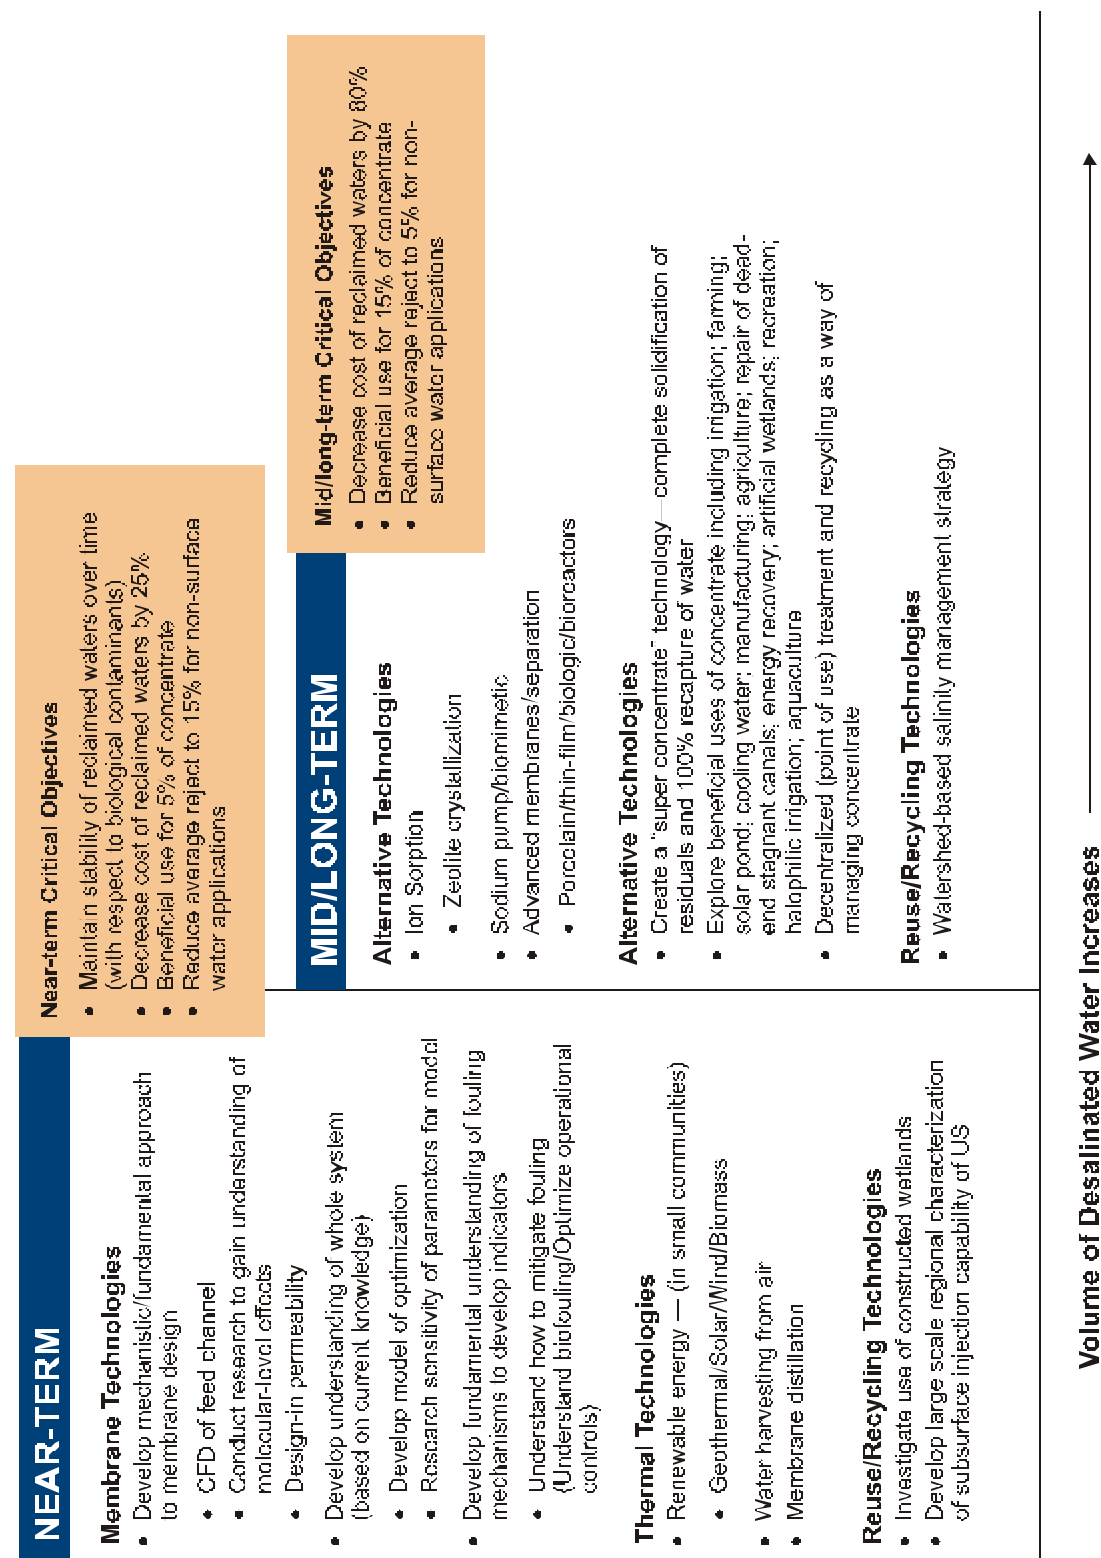 NEAR-TERM
Near-term Critical Objectives
• Maintain stability of reclaimed waters over time
(with respect to biological contaminants)
• Decrease cost of reclaimed waters by 25%
• Beneficial use for 5% of concentrate
• Reduce average reject to 15% for non-surface
water applications
Membrane Technologies
• Develop mechanistic/fundamental approach
to membrane design
• CFD of feed channel
• Conduct research to gain understanding of
molecular-level effects
• Design-in permeability
• Develop understanding of whole system
(based on current knowledge)
• Develop model of optimization
• Research sensitivity of parameters for model
• Develop fundamental understanding of fouling
mechanisms to develop indicators
• Understand how to mitigate fouling
(Understand biofouling/Optimize operational
controls)
Thermal Technologies
• Renewable energy — (in small communities)
• Geothermal/Solar/Wind/Biomass
• Water harvesting from air
• Membrane distillation
Reuse/Recycling Technologies
• Investigate use of constructed wetlands
• Develop large scale regional characterization
of subsurface injection capability of US
MID/LONG-TERM
Mid/long-term Critical Objectives
• Decrease cost of reclaimed waters by 80%
• Beneficial use for 15% of concentrate
• Reduce average reject to 5% for non-
surface water applications
Alternative Technologies
• Ion Sorption
• Zeolite crystallization
• Sodium pump/biomimetic
• Advanced membranes/separation
• Porcelain/thin-film/biologic/bioreactors
Alternative Technologies
• Create a “super concentrate” technology—complete solidification of
residuals and 100% recapture of water
• Explore beneficial uses of concentrate including irrigation; farming;
solar pond; cooling water; manufacturing; agriculture; repair of dead-
end stagnant canals; energy recovery; artificial wetlands; recreation;
halophilic irrigation; aquaculture
• Decentralized (point of use) treatment and recycling as a way of
managing concentrate
Reuse/Recycling Technologies
• Watershed-based salinity management strategy
Volume of Desalinated Water Increases